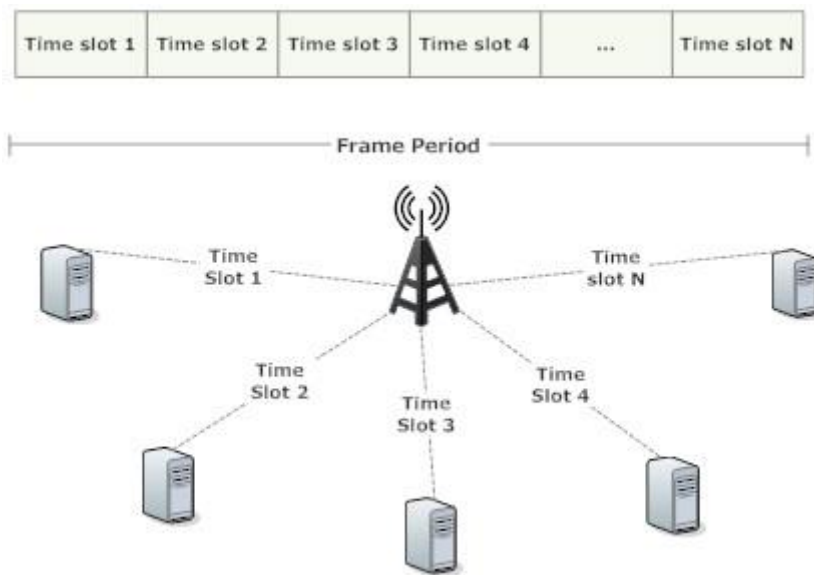 Time slot 1 Time slot 2 Time slot 3 Time slot 4 ... Time slot N
Frame Period
Time
Slot 1
Time
slot N
Time
Slot 2
Time
Slot 3
Time
Slot 4